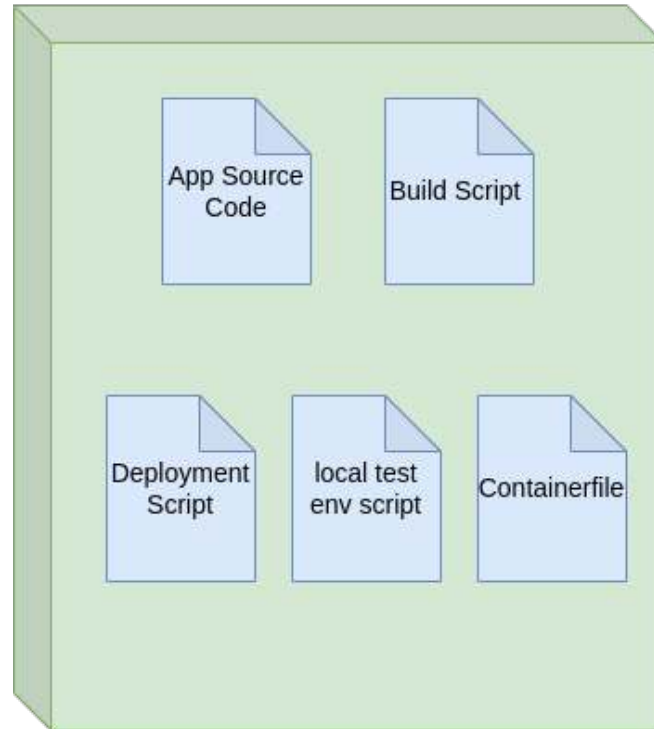 App Source
Code
Build Script
Deployment
Script
local test
env script
Containerfile